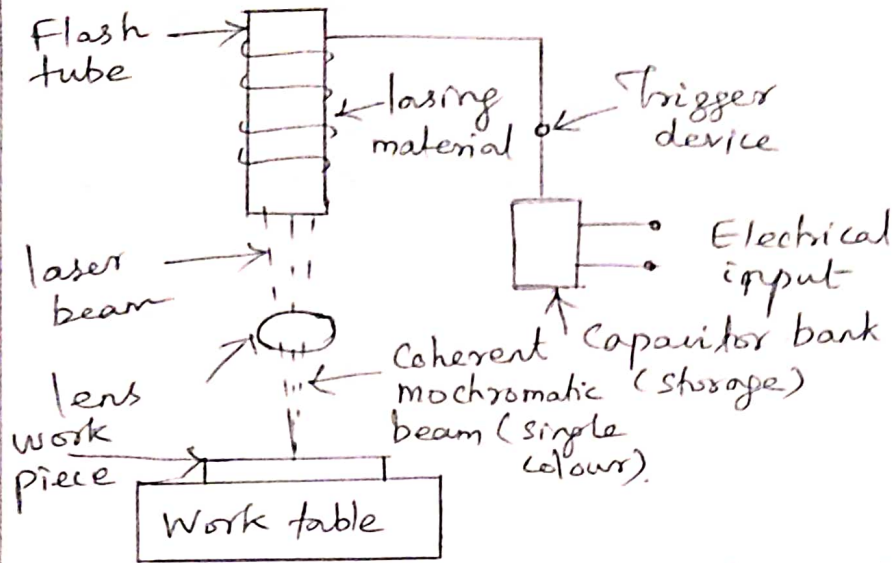 Flash
tube
lasing
material
Trigger
device
Electrical
input
laser
beam
Capacitor bank
(storage)
Coherent
mochromatic
beam (single
colour).
lens
work
piece
Work table